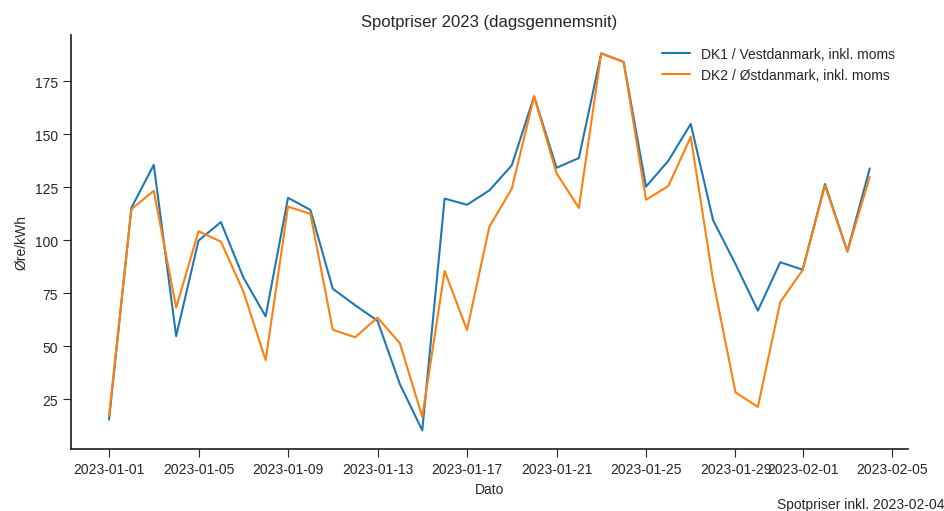 Spotpriser 2023 (dagsgennemsnit)
DK1 / Vestdanmark, inkl. moms
DK2 / Østdanmark, inkl. moms
Øre/kWh
175
150
125
100
75
50
25
2023-01-01 2023-01-05 2023-01-09 2023-01-13 2023-01-17 2023-01-21 2023-01-25 2023-01-29 2023-02-01 2023-02-05
Dato
Spotpriser inkl. 2023-02-04